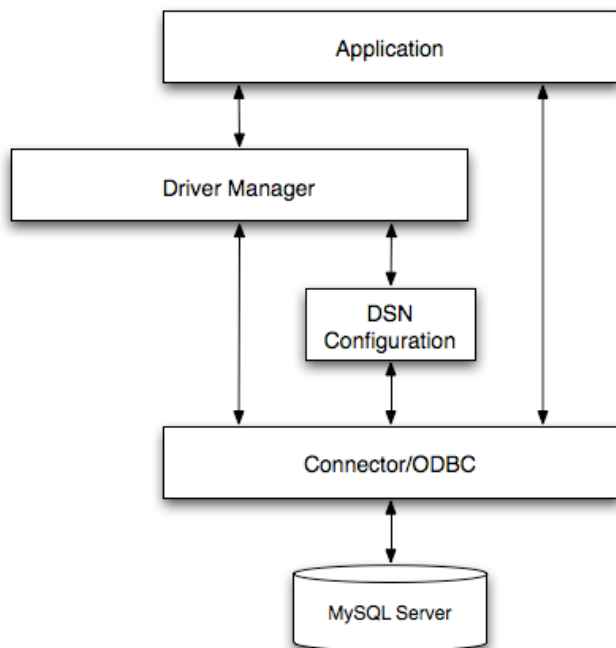 Application
Driver Manager
DSN
Configuration
Connector/ODBC
MySQL Server